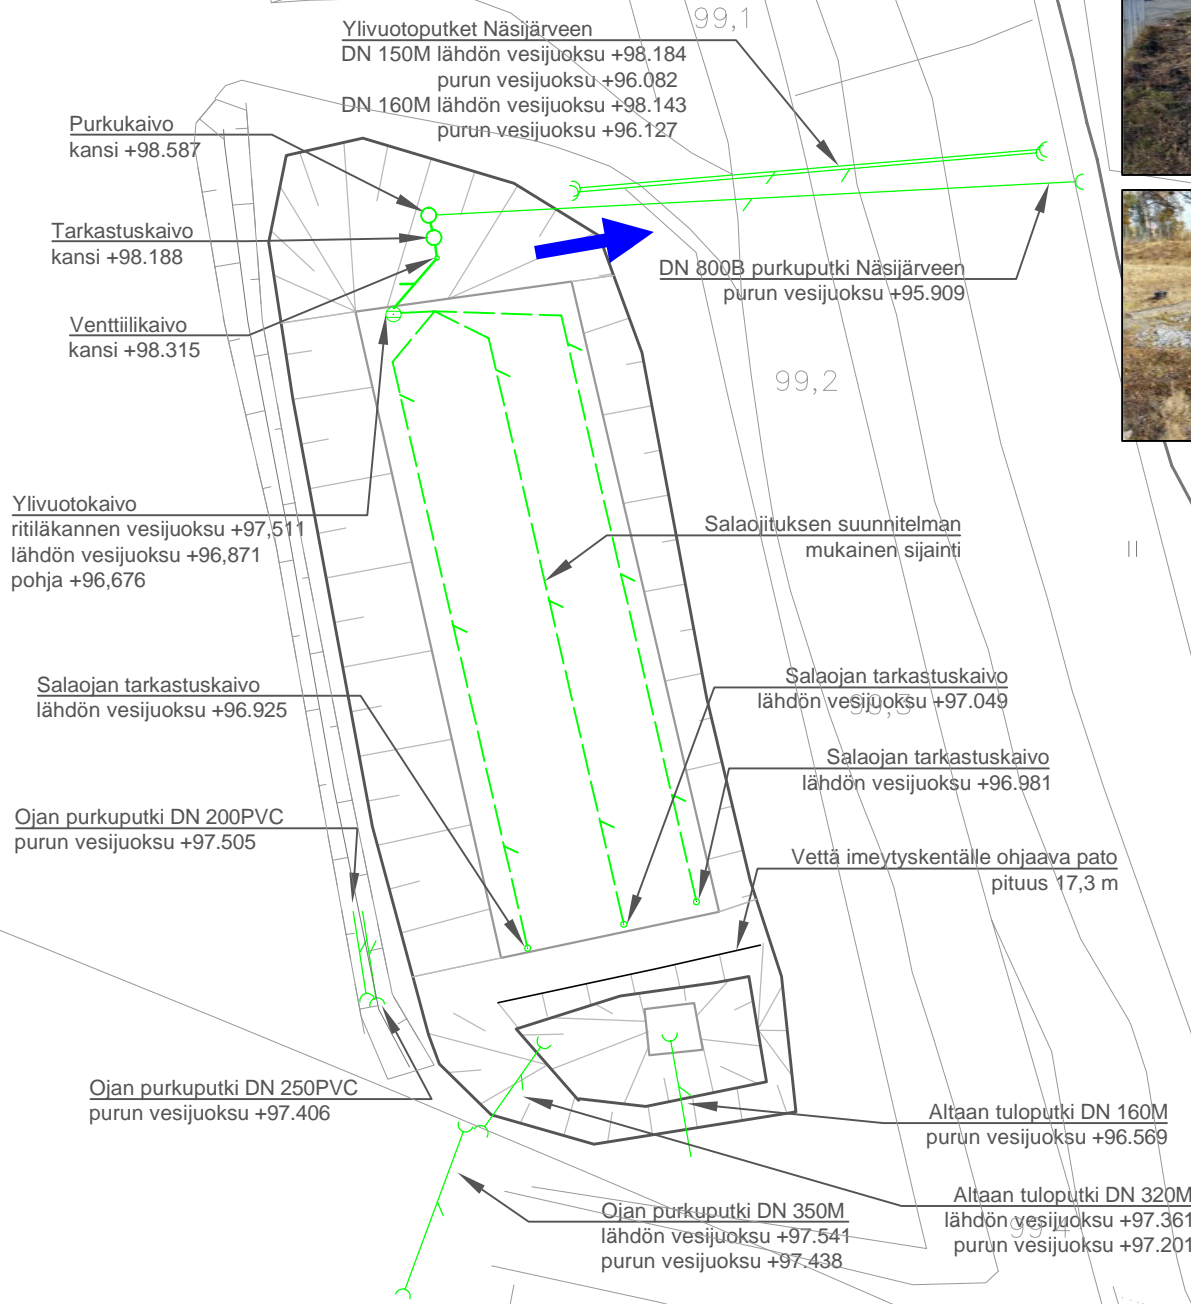 99,1
Ylivuotoputket Näsijärveen
DN 150M lähdön vesijuoksu +98.184
purun vesijuoksu +96.082
DN 160M lähdön vesijuoksu +98.143
purun vesijuoksu +96.127
Purkukaivo
kansi +98.587
Tarkastuskaivo
kansi +98.188
DN 800B purkuputki Näsijärveen
purun vesijuoksu +95.909
Venttiilikaivo
kansi +98.315
99,2
Ylivuotokaivo
ritiläkannen vesijuoksu +97,511
lähdön vesijuoksu +96,871
pohja +96,676
Salaojituksen suunnitelman
mukainen sijainti
Salaojan tarkastuskaivo
lähdön vesijuoksu +96.925
Salaojan tarkastuskaivo
lähdön vesijuoksu +97.049
99,3
Salaojan tarkastuskaivo
lähdön vesijuoksu +96.981
Ojan purkuputki DN 200PVC
purun vesijuoksu +97.505
Vettä imeytyskentälle ohjaava pato
pituus 17,3 m
Ojan purkuputki DN 250PVC
purun vesijuoksu +97.406
Altaan tuloputki DN 160M
purun vesijuoksu +96.569
Altaan tuloputki DN 320M
lähdön vesijuoksu +97.361
purun vesijuoksu +97.201
99,4
Ojan purkuputki DN 350M
lähdön vesijuoksu +97.541
purun vesijuoksu +97.438